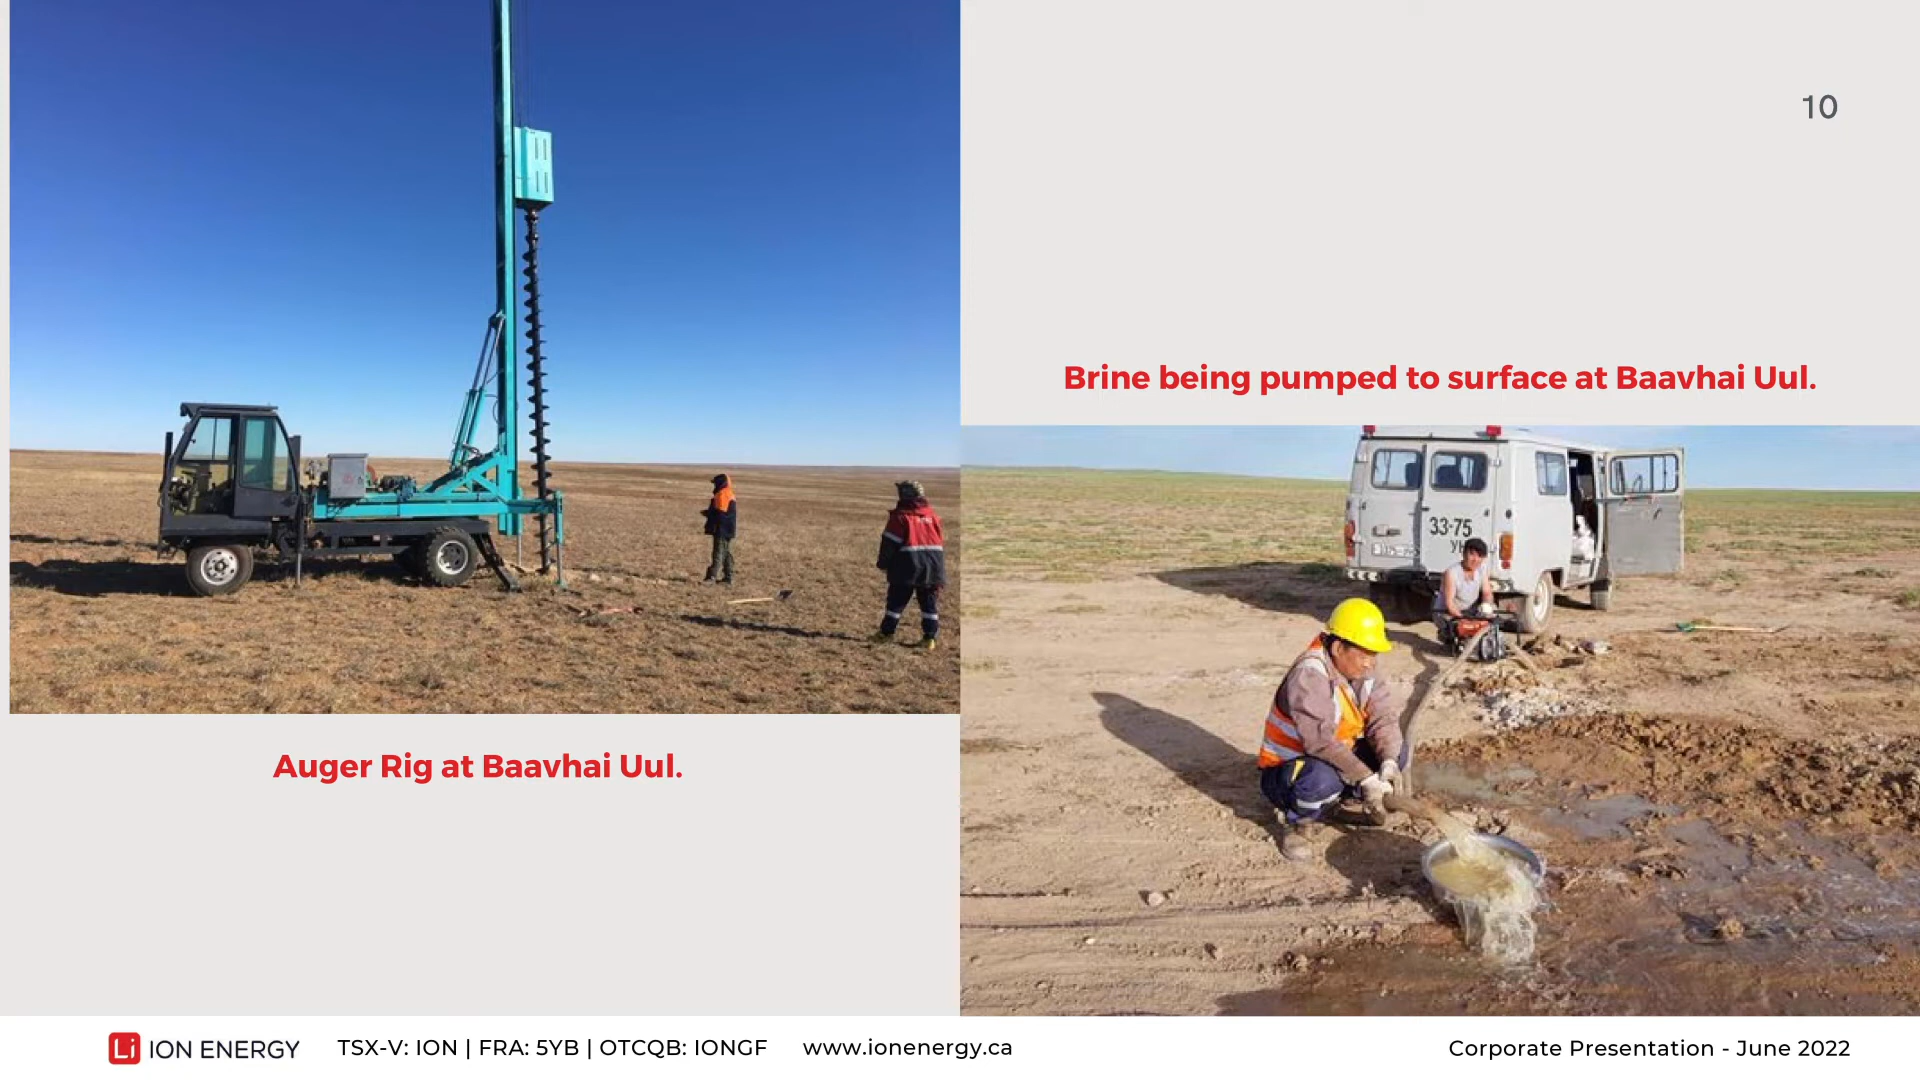 10
Brine being pumped to surface at Baavhai Uul.
33-75
Auger Rig at Baavhai Uul.
Li ION ENERGY
TSX-V: ION | FRA: 5YB | OTCQB: IONGF
www.ionenergy.ca
Corporate Presentation - June 2022